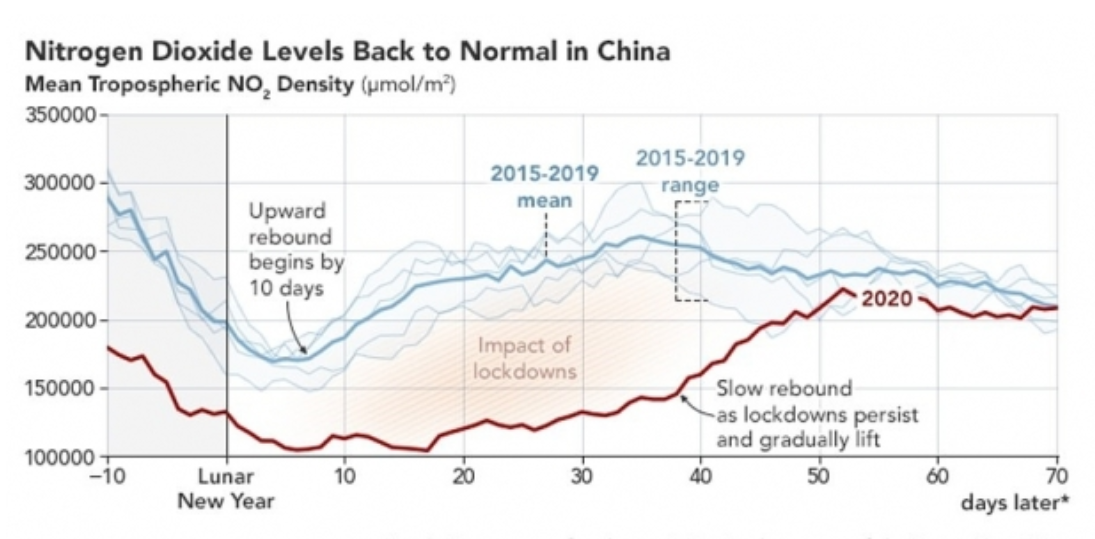 Nitrogen Dioxide Levels Back to Normal in China
Mean Tropospheric NO₂ Density (μmol/m²)
350000
300000
250000
200000
150000
100000
2015-2019
mean
2015-2019
range
Upward
rebound
begins by
10 days
Impact of
lockdowns
2020
Slow rebound
as lockdowns persist
and gradually lift
−10
Lunar
New Year
10
20
30
40
50
60
70
days later*